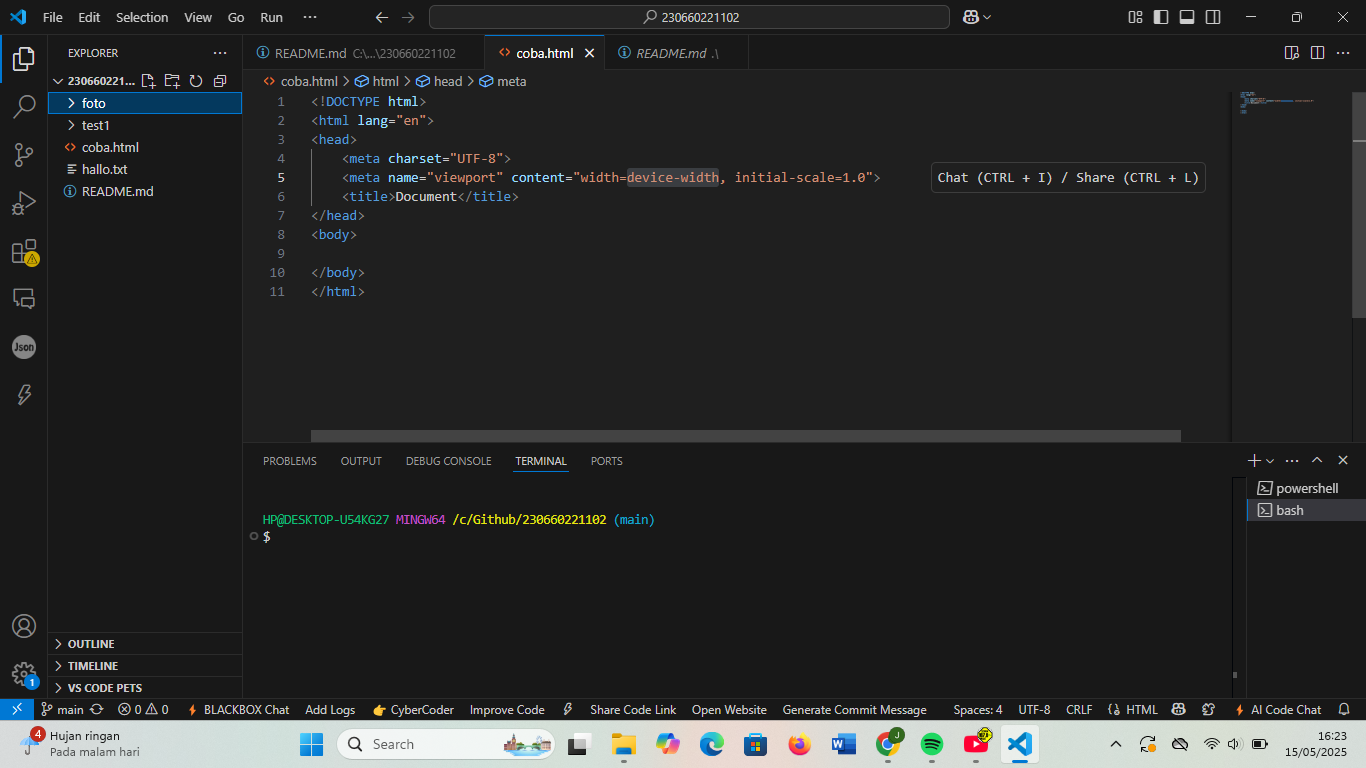 File Edit Selection View Go Run ··· 230660221102
EXPLORER ···
230660221...
foto
test1
coba.html
hallo.txt
README.md
OUTLINE
TIMELINE
VS CODE PETS
README.md C:\...\230660221102 coba.html README.md .\
coba.html > html > head > meta
1 <!DOCTYPE html>
2 <html lang="en">
3 <head>
4 <meta charset="UTF-8">
5 <meta name="viewport" content="width=device-width, initial-scale=1.0">
Chat (CTRL + I) / Share (CTRL + L)
6 <title>Document</title>
7 </head>
8 <body>
9
10 </body>
11 </html>
PROBLEMS OUTPUT DEBUG CONSOLE TERMINAL PORTS
HP@DESKTOP-U54KG27 MINGW64 /c/Github/230660221102 (main)
$
powershell
bash
Json
1
main 0 0 BLACKBOX Chat Add Logs CyberCoder Improve Code Share Code Link Open Website Generate Commit Message Spaces: 4 UTF-8 CRLF HTML AI Code Chat
4
Hujan ringan
Pada malam hari
Search
J
16:23
15/05/2025